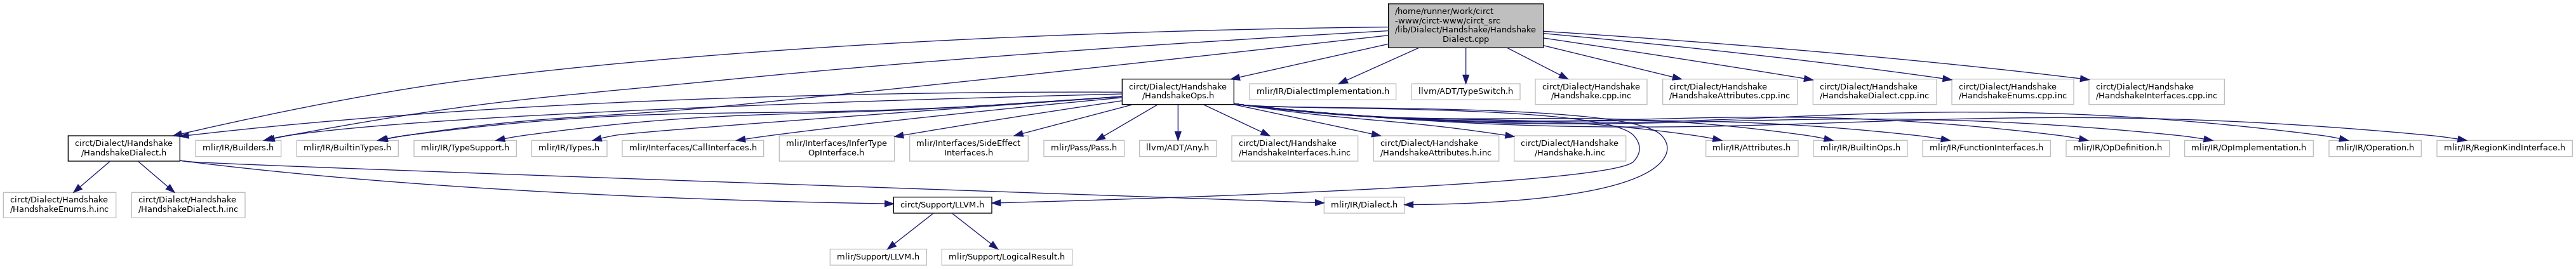 /home/runner/work/circt
-www/circt-www/circt_src
/lib/Dialect/Handshake/Handshake
Dialect.cpp
circt/Dialect/Handshake
/HandshakeOps.h
mlir/IR/DialectImplementation.h
llvm/ADT/TypeSwitch.h
circt/Dialect/Handshake
/Handshake.cpp.inc
circt/Dialect/Handshake
/HandshakeAttributes.cpp.inc
circt/Dialect/Handshake
/HandshakeDialect.cpp.inc
circt/Dialect/Handshake
/HandshakeEnums.cpp.inc
circt/Dialect/Handshake
/HandshakeInterfaces.cpp.inc
circt/Dialect/Handshake
/HandshakeDialect.h
mlir/IR/Builders.h
mlir/IR/BuiltinTypes.h
mlir/IR/TypeSupport.h
mlir/IR/Types.h
mlir/Interfaces/CallInterfaces.h
mlir/Interfaces/InferType
OpInterface.h
mlir/Interfaces/SideEffect
Interfaces.h
mlir/Pass/Pass.h
llvm/ADT/Any.h
circt/Dialect/Handshake
/HandshakeInterfaces.h.inc
circt/Dialect/Handshake
/HandshakeAttributes.h.inc
circt/Dialect/Handshake
/Handshake.h.inc
mlir/IR/Attributes.h
mlir/IR/BuiltinOps.h
mlir/IR/FunctionInterfaces.h
mlir/IR/OpDefinition.h
mlir/IR/OpImplementation.h
mlir/IR/Operation.h
mlir/IR/RegionKindInterface.h
circt/Dialect/Handshake
/HandshakeEnums.h.inc
circt/Dialect/Handshake
/HandshakeDialect.h.inc
circt/Support/LLVM.h
mlir/IR/Dialect.h
mlir/Support/LLVM.h
mlir/Support/LogicalResult.h